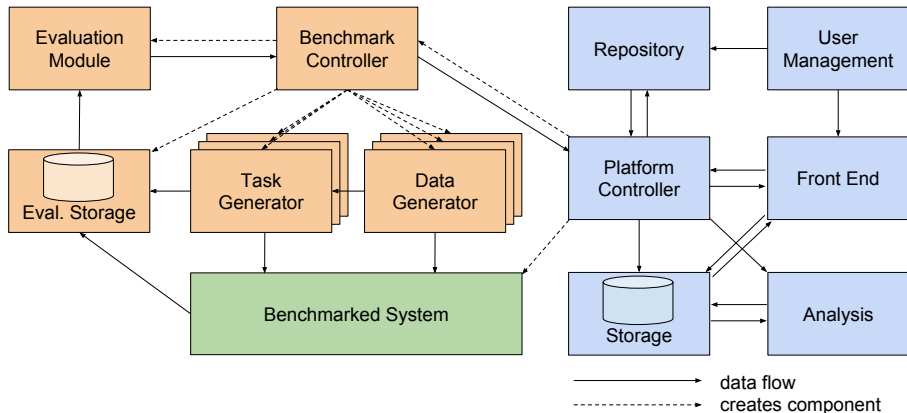 Evaluation
Module
Benchmark
Controller
Repository
User
Management
Eval. Storage
Task
Generator
Data
Generator
Platform
Controller
Front End
Benchmarked System
Storage
Analysis
data flow
creates component